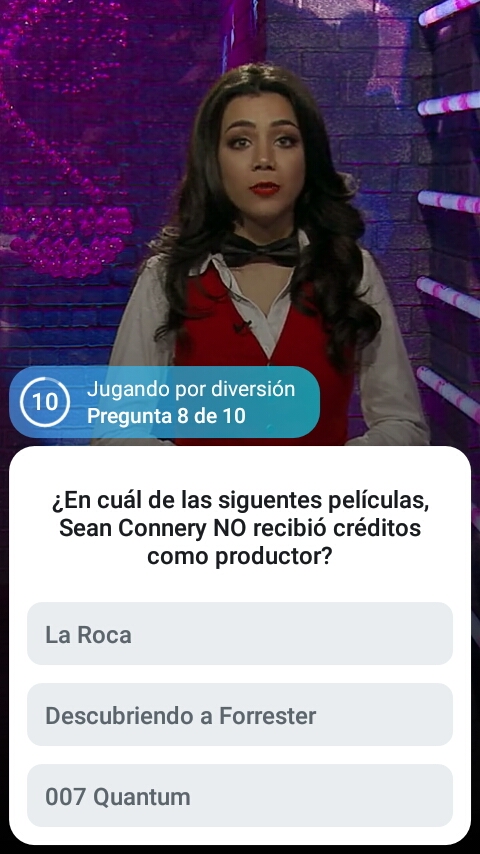 10
Jugando por diversión
Pregunta 8 de 10
¿En cuál de las siguentes películas,
Sean Connery NO recibió créditos
como productor?
La Roca
Descubriendo a Forrester
007 Quantum